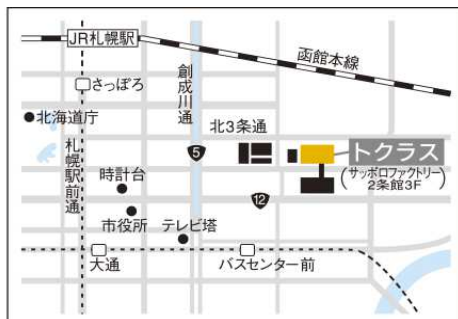 JR札幌駅
函館本線
さっぽろ
創成川通
北海道庁
北3条通
札幌駅前通
5
トクラス
(サッポロファクトリー
2条館3F)
時計台
12
市役所
テレビ塔
大通
バスセンター前